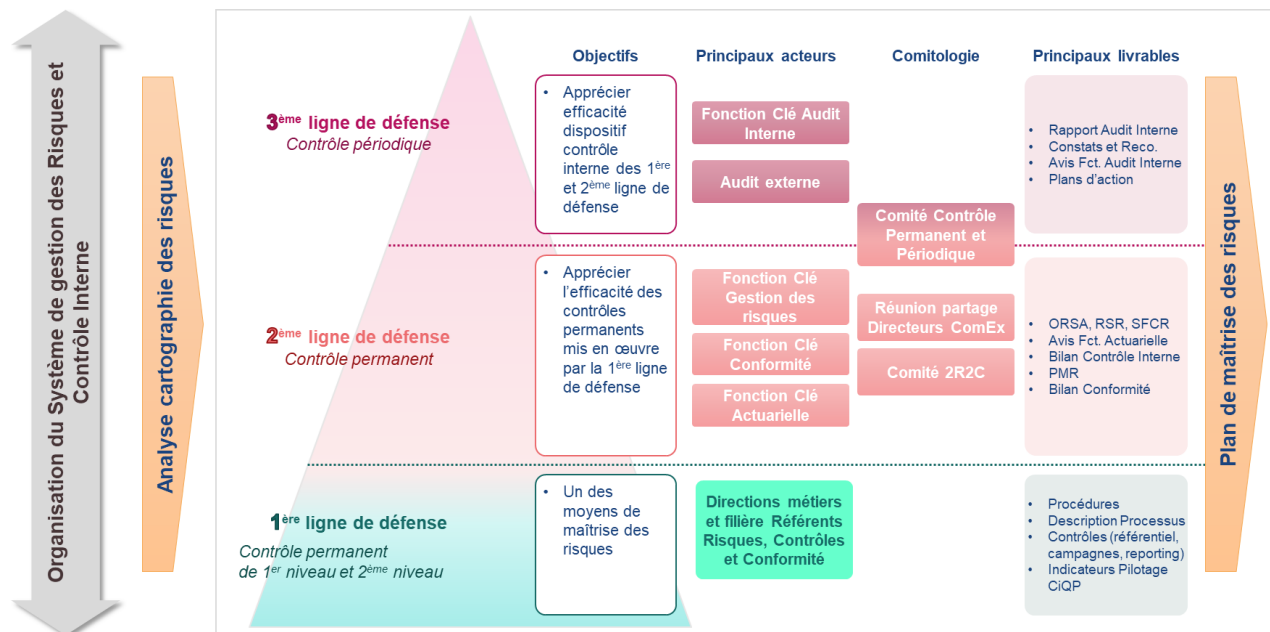 Organisation du Système de gestion des Risques et
Contrôle Interne
Analyse cartographie des risques
Objectifs
Principaux acteurs
Comitologie
Principaux livrables
3ème ligne de défense
Contrôle périodique
• Apprécier
efficacité
dispositif
contrôle
interne des 1ère
et 2ème ligne de
défense
Fonction Clé Audit
Interne
Audit externe
Comité Contrôle
Permanent et
Périodique
• Rapport Audit Interne
• Constats et Reco.
• Avis Fct. Audit Interne
• Plans d'action
2ème ligne de défense
Contrôle permanent
• Apprécier
l'efficacité des
contrôles
permanents
mis en œuvre
par la 1ère ligne
de défense
Fonction Clé
Gestion des
risques
Fonction Clé
Conformité
Fonction Clé
Actuarielle
Réunion partage
Directeurs ComEx
Comité 2R2C
• ORSA, RSR, SFCR
• Avis Fct. Actuarielle
• Bilan Contrôle Interne
• PMR
• Bilan Conformité
1ère ligne de défense
Contrôle permanent
de 1er niveau et 2ème niveau
• Un des
moyens de
maîtrise des
risques
Directions métiers
et filière Référents
Risques, Contrôles
et Conformité
• Procédures
• Description Processus
• Contrôles (référentiel,
campagnes, reporting)
• Indicateurs Pilotage
CiQP
Plan de maîtrise des risques